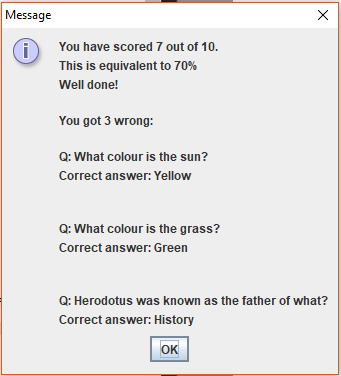 Message
You have scored 7 out of 10.
This is equivalent to 70%
Well done!
You got 3 wrong:
Q: What colour is the sun?
Correct answer: Yellow
Q: What colour is the grass?
Correct answer: Green
Q: Herodotus was known as the father of what?
Correct answer: History
OK